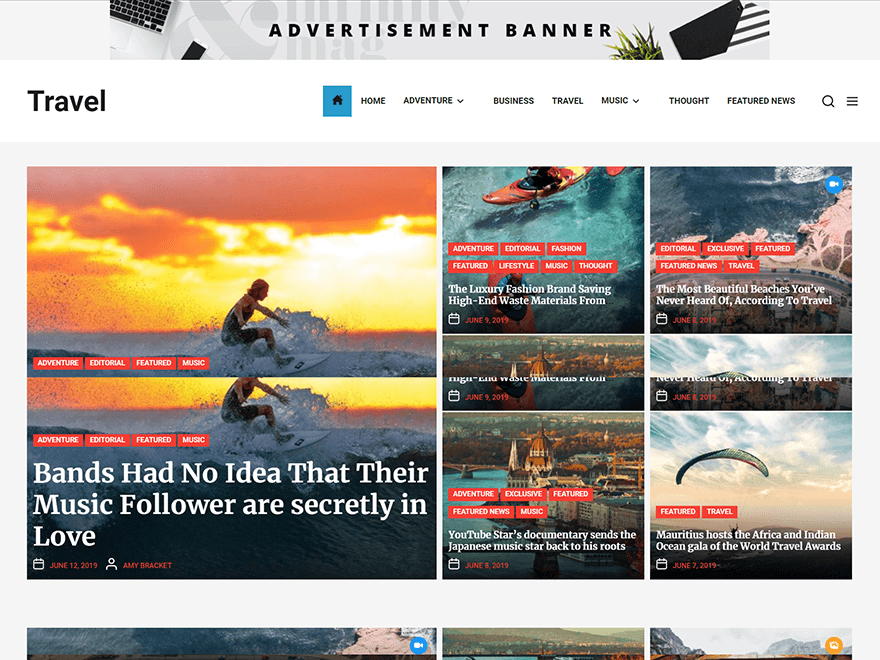 ADVERTISEMENT BANNER
Travel
HOME ADVENTURE BUSINESS TRAVEL MUSIC THOUGHT FEATURED NEWS
ADVENTURE EDITORIAL FEATURED MUSIC
ADVENTURE EDITORIAL FEATURED MUSIC
Bands Had No Idea That Their
Music Follower are secretly in
Love
JUNE 12, 2019 AMY BRACKET
ADVENTURE EDITORIAL FASHION
FEATURED LIFESTYLE MUSIC THOUGHT
The Luxury Fashion Brand Saving
High-End Waste Materials From
JUNE 9, 2019
EDITORIAL EXCLUSIVE FEATURED
FEATURED NEWS TRAVEL
The Most Beautiful Beaches You've
Never Heard Of, According To Travel
JUNE 8, 2019
High-End Waste Materials From
JUNE 9, 2019
Never Heard Of, According To Travel
JUNE 8, 2019
ADVENTURE EXCLUSIVE FEATURED
FEATURED NEWS MUSIC
YouTube Star's documentary sends the
Japanese music star back to his roots
JUNE 8, 2019
FEATURED TRAVEL
Mauritius hosts the Africa and Indian
Ocean gala of the World Travel Awards
JUNE 7, 2019